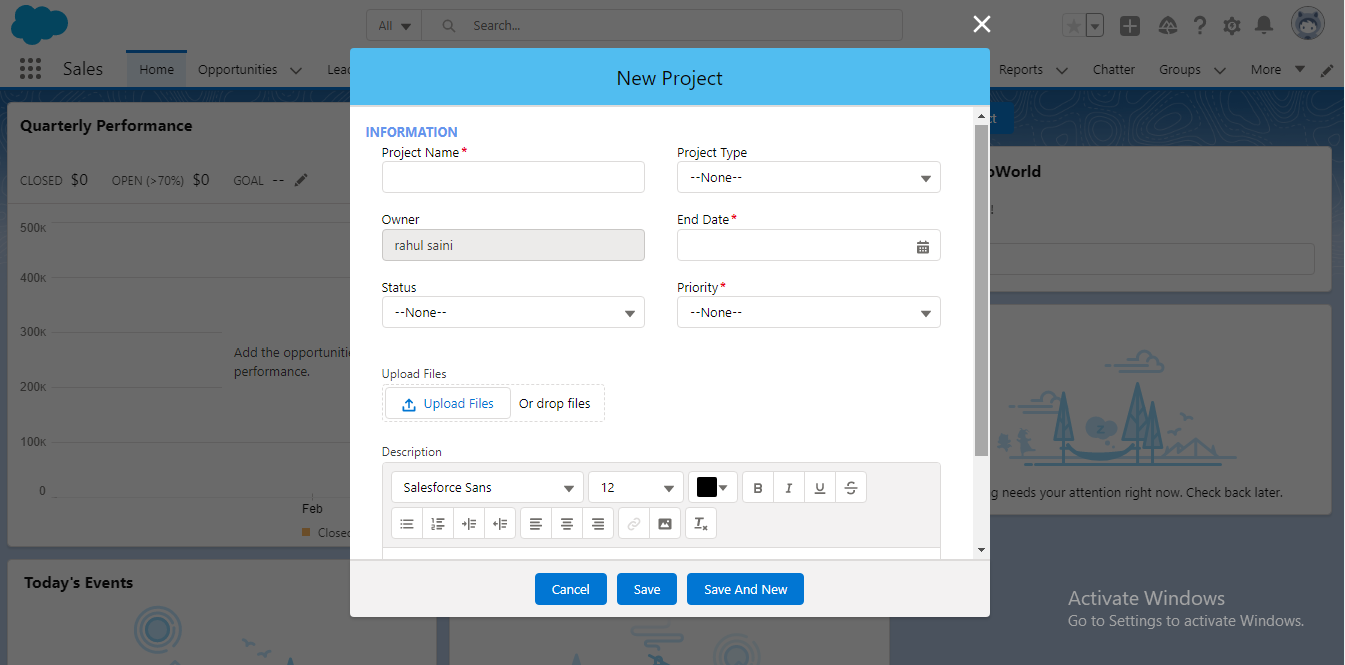 All
Search...
Sales
Home
Opportunities
Reports
Chatter
Groups
More
New Project
Quarterly Performance
CLOSED $0 OPEN (>70%) $0 GOAL --
500K
400K
300K
200K
100K
0
Add the
performance.
Feb
INFORMATION
Project Name*
Project Type
--None--
Owner
rahul saini
End Date*
Status
--None--
Priority*
--None--
Upload Files
Upload Files
Or drop files
Description
Salesforce Sans
12
B I U S
Cancel
Save
Save And New
needs your attention right now. Check back later.
Today's Events
Activate Windows
Go to Settings to activate Windows.